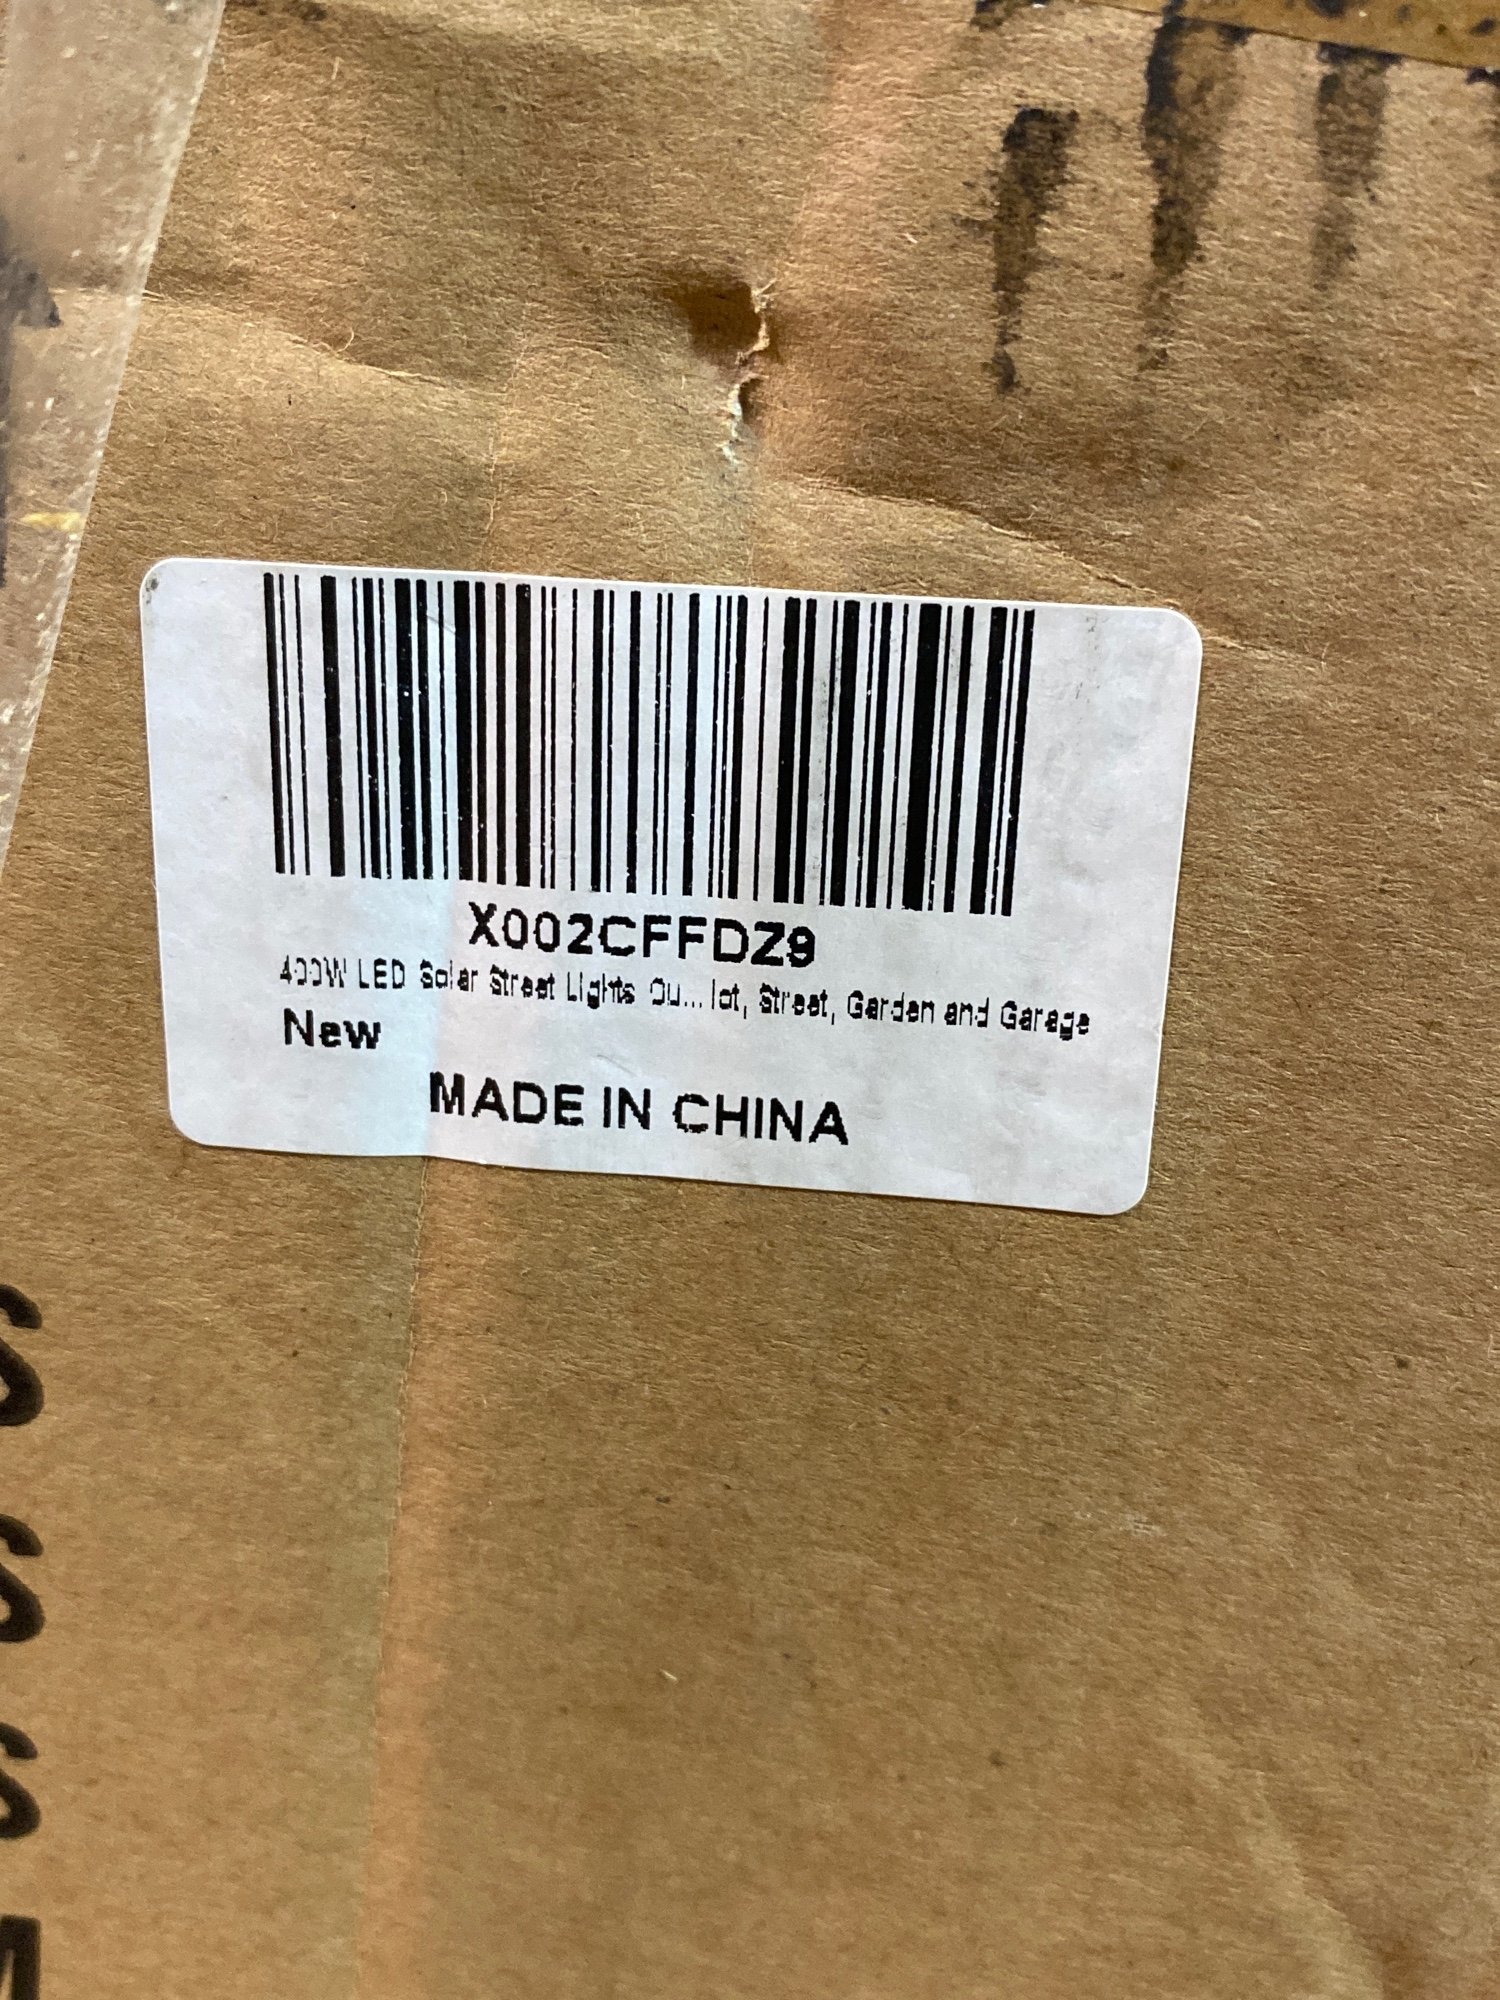 X002CFFDZ9
400W LED Solar Street Lights Ou... lot, Street, Garden and Garage
New
MADE IN CHINA
S
S
S
M